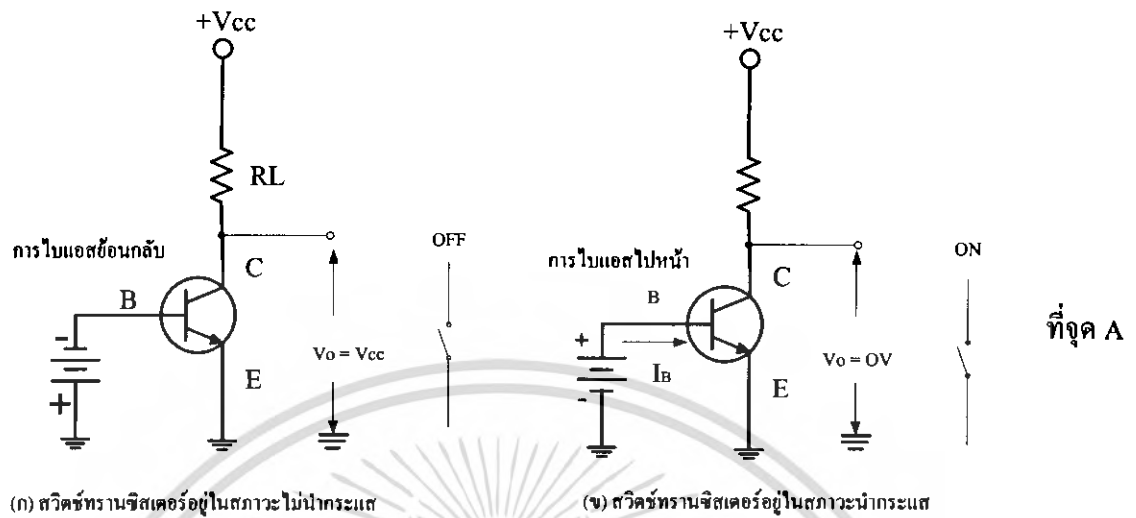 +Vcc
RL
การไบแอสย้อนกลับ
C
B
-
+
E
Vo = Vcc
OFF
(ก) สวิตช์ทรานซิสเตอร์อยู่ในสภาวะไม่นำกระแส
+Vcc
การไบแอสไปหน้า
C
B
+
IB
-
E
Vo = OV
ON
ที่จุด A
(ข) สวิตช์ทรานซิสเตอร์อยู่ในสภาวะนำกระแส